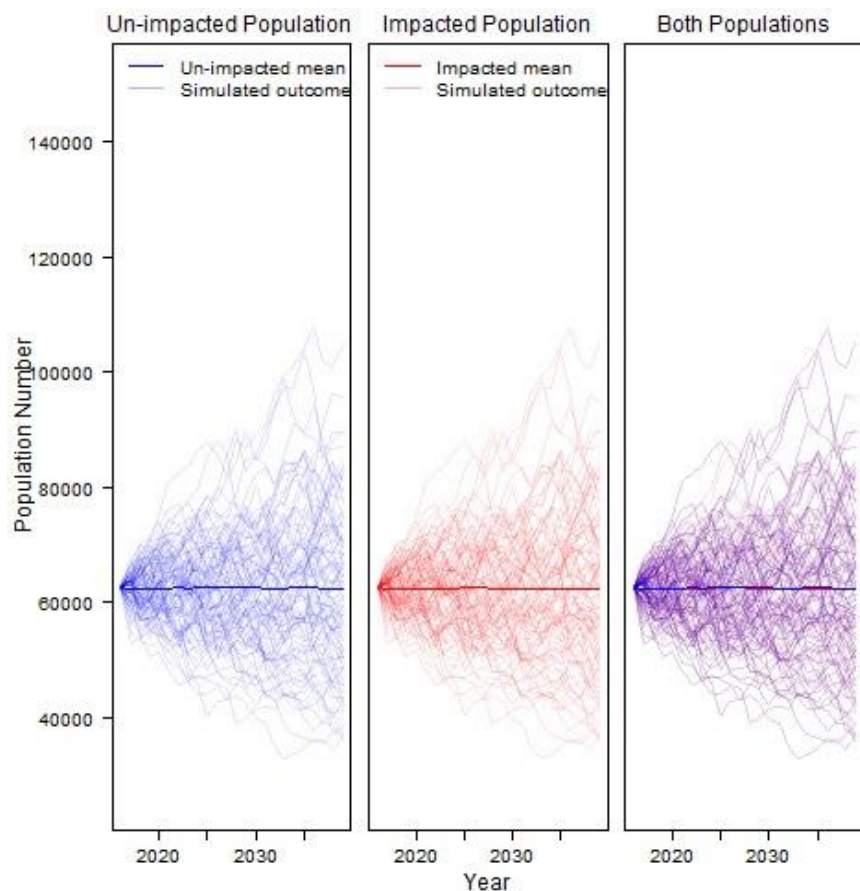 Un-impacted Population
Impacted Population
Both Populations
Un-impacted mean
Simulated outcome
Impacted mean
Simulated outcome
Population Number
140000
120000
100000
80000
60000
40000
2020
2030
2020
2030
2020
2030
Year